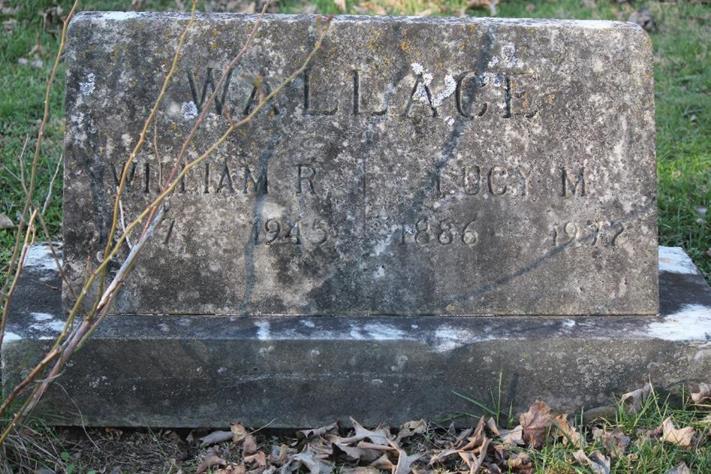 WALLACE
WILLIAM R. LUCY M.
1945 1886